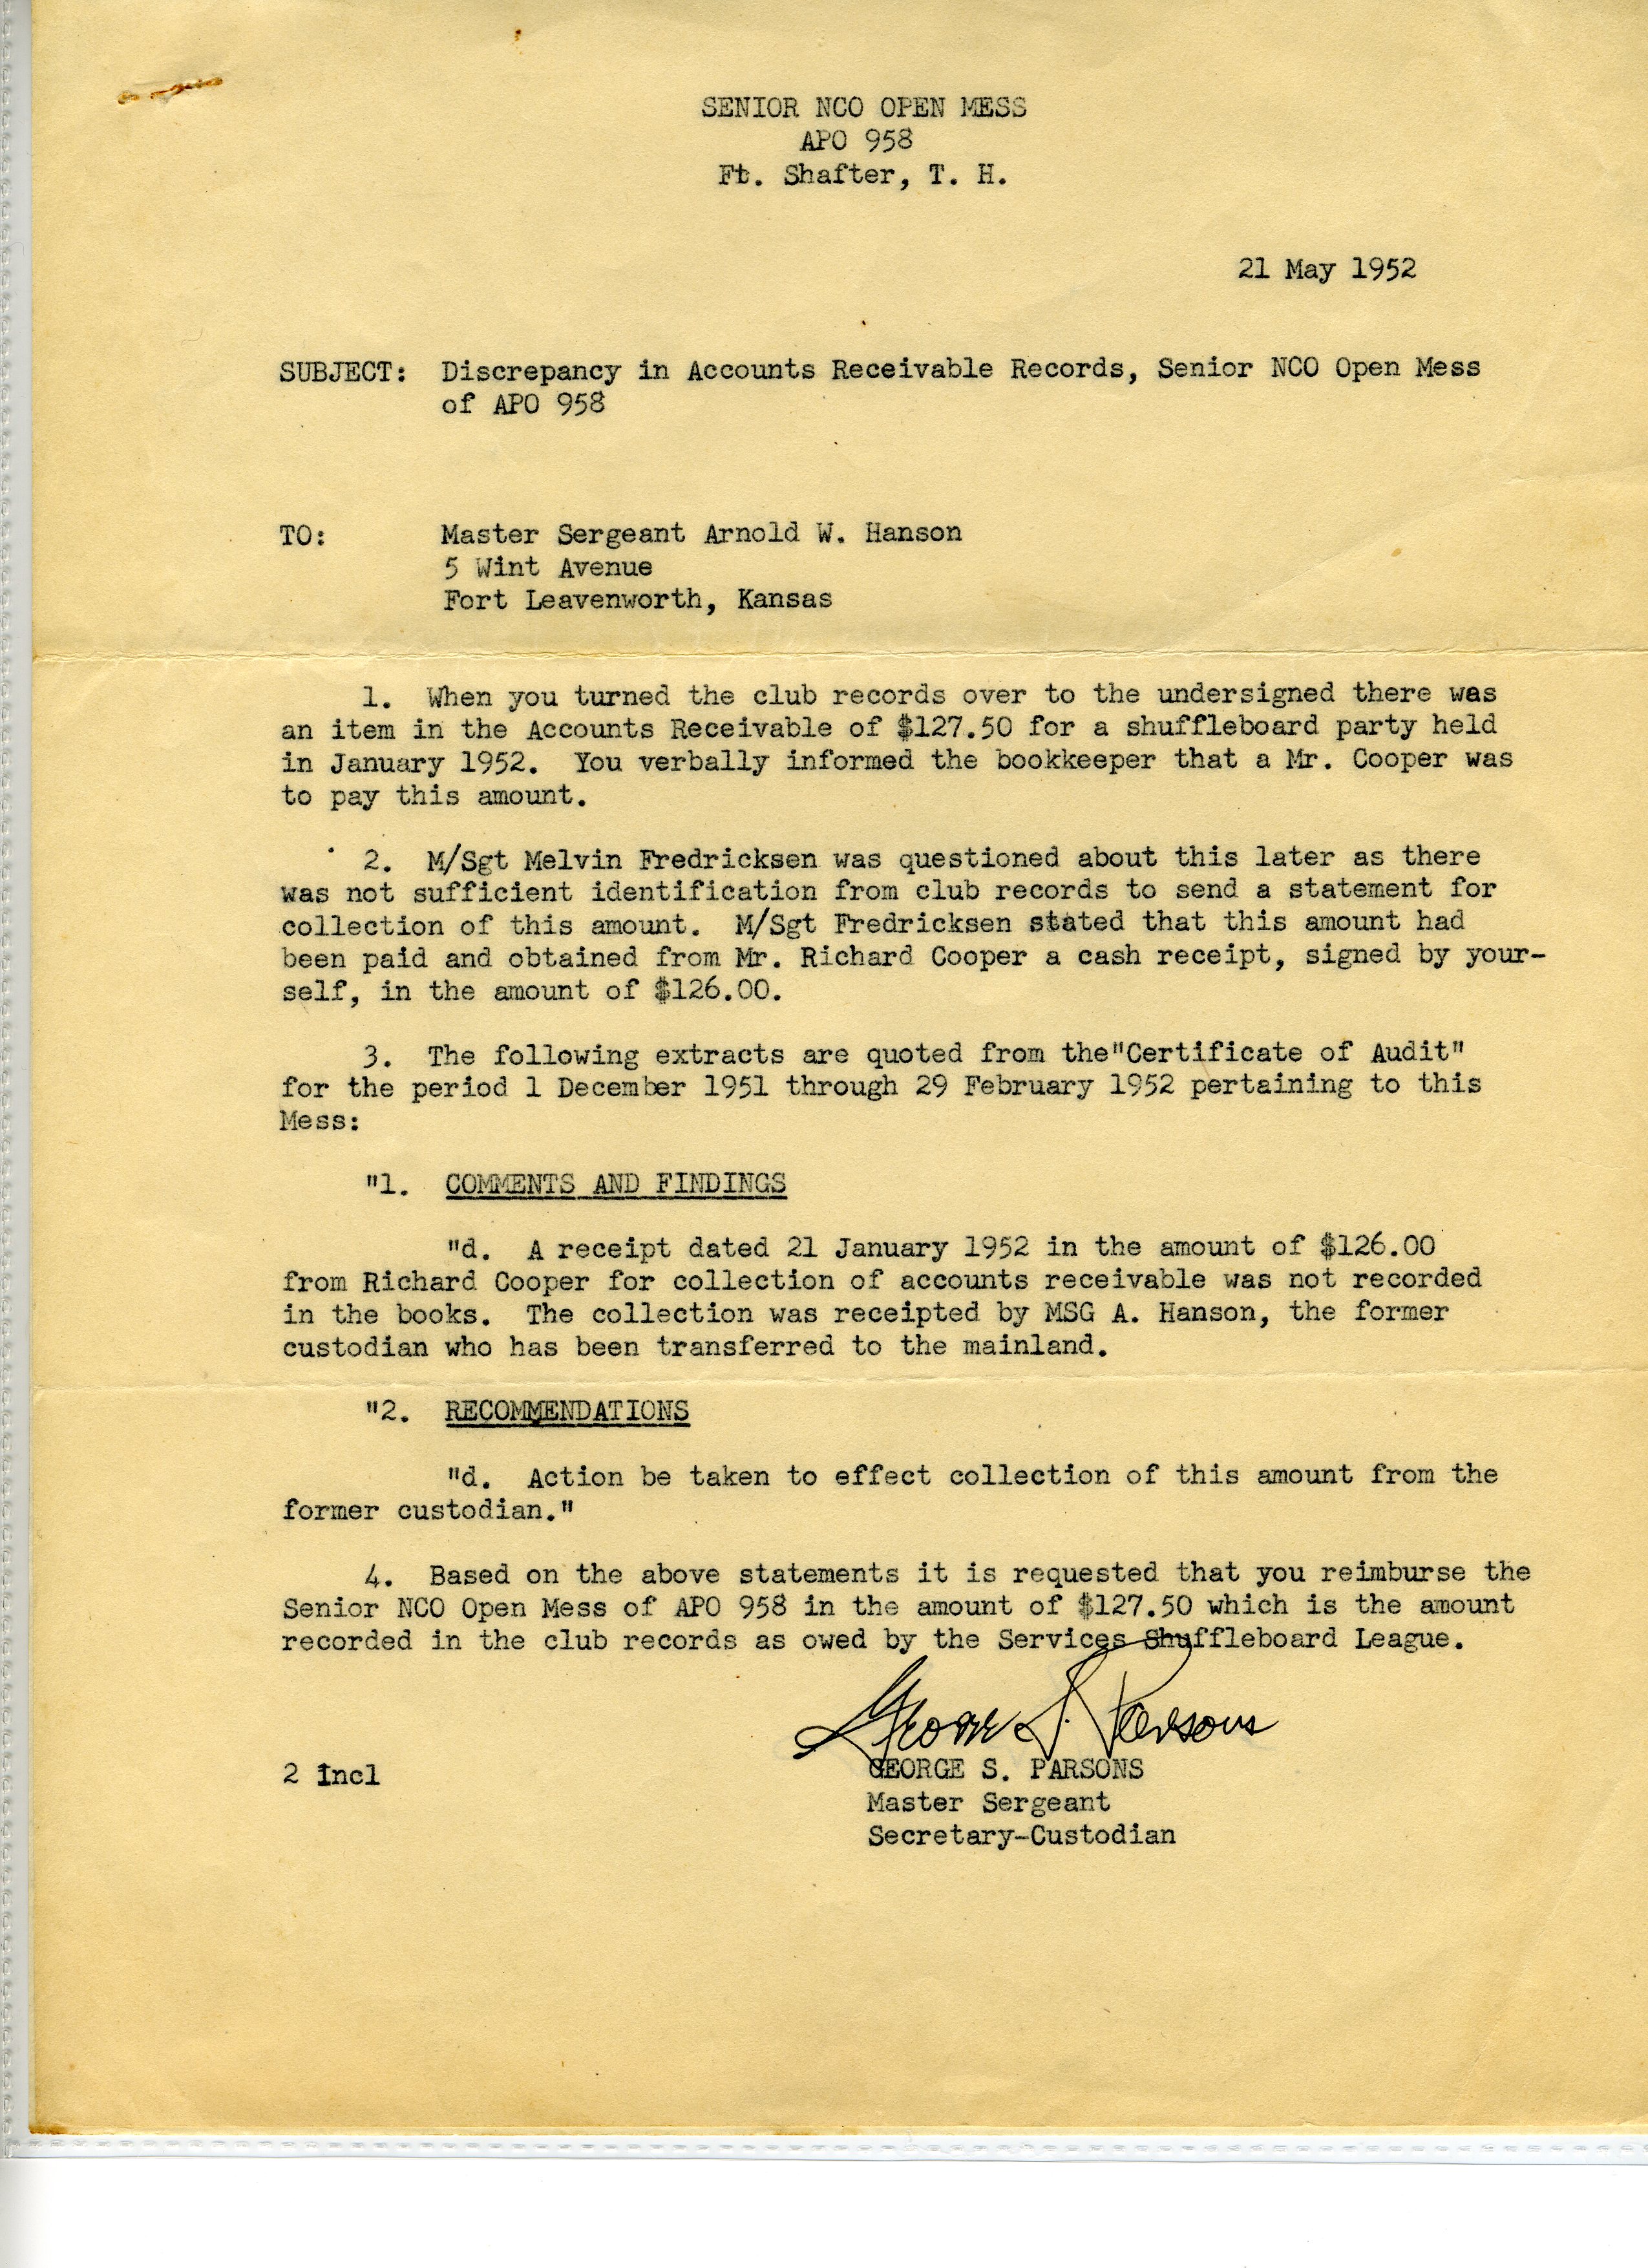 SENIOR NCO OPEN MESS
APO 958
Ft. Shafter, T. H.
21 May 1952
SUBJECT: Discrepancy in Accounts Receivable Records, Senior NCO Open Mess
of APO 958
TO: Master Sergeant Arnold W. Hanson
5 Wint Avenue
Fort Leavenworth, Kansas
1. When you turned the club records over to the undersigned there was
an item in the Accounts Receivable of $127.50 for a shuffleboard party held
in January 1952. You verbally informed the bookkeeper that a Mr. Cooper was
to pay this amount.
2. M/Sgt Melvin Fredricksen was questioned about this later as there
was not sufficient identification from club records to send a statement for
collection of this amount. M/Sgt Fredricksen stated that this amount had
been paid and obtained from Mr. Richard Cooper a cash receipt, signed by your-
self, in the amount of $126.00.
3. The following extracts are quoted from the"Certificate of Audit"
for the period 1 December 1951 through 29 February 1952 pertaining to this
Mess:
"1. COMMENTS AND FINDINGS
"d. A receipt dated 21 January 1952 in the amount of $126.00
from Richard Cooper for collection of accounts receivable was not recorded
in the books. The collection was receipted by MSG A. Hanson, the former
custodian who has been transferred to the mainland.
"2. RECOMMENDATIONS
"d. Action be taken to effect collection of this amount from the
former custodian."
4. Based on the above statements it is requested that you reimburse the
Senior NCO Open Mess of APO 958 in the amount of $127.50 which is the amount
recorded in the club records as owed by the Services Shuffleboard League.
George S. Parsons
GEORGE S. PARSONS
2 Incl
Master Sergeant
Secretary-Custodian